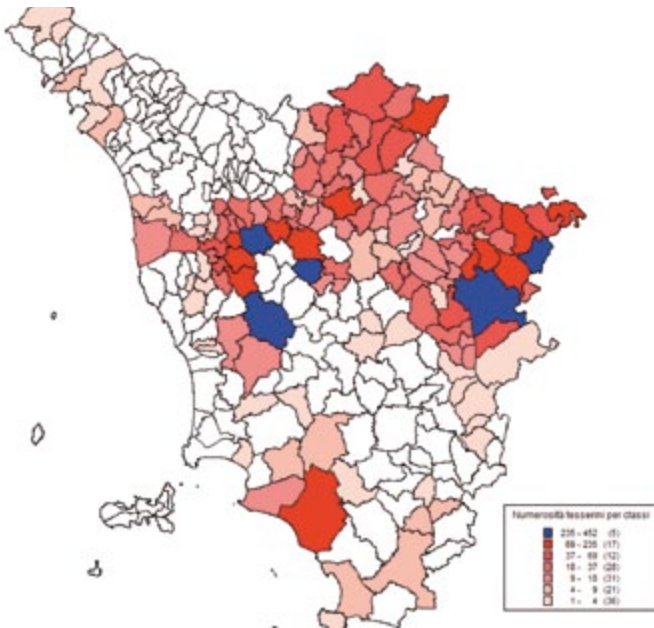 Numerosità tesserini per classi
235 - 452 (5)
69 - 235 (17)
37 - 69 (12)
18 - 37 (28)
9 - 18 (31)
4 - 9 (21)
1 - 4 (36)